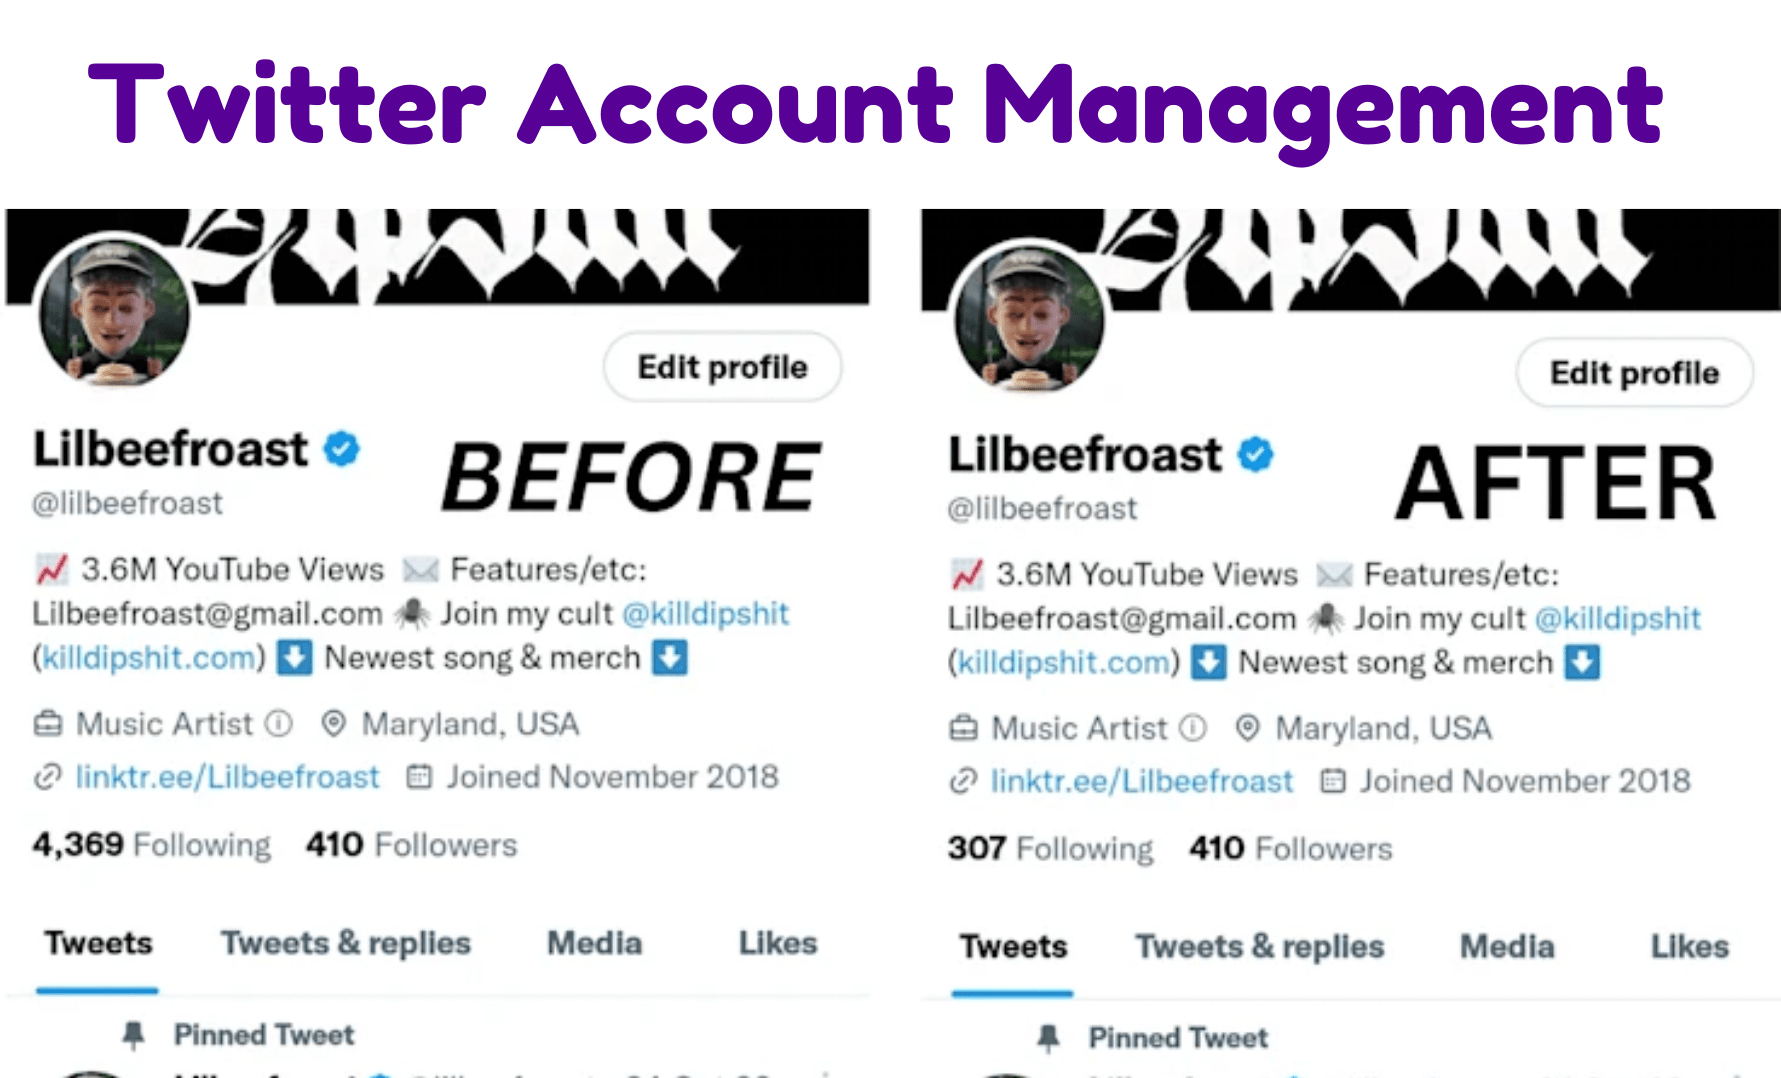 Twitter Account Management
Edit profile
Lilbeefroast
BEFORE
@lilbeefroast
3.6M YouTube Views Features/etc:
Lilbeefroast@gmail.com Join my cult @killdipshit
(killdipshit.com) Newest song & merch
Music Artist Maryland, USA
linktr.ee/Lilbeefroast Joined November 2018
4,369 Following 410 Followers
Tweets Tweets & replies Media Likes
Pinned Tweet
Edit profile
Lilbeefroast
AFTER
@lilbeefroast
3.6M YouTube Views Features/etc:
Lilbeefroast@gmail.com Join my cult @killdipshit
(killdipshit.com) Newest song & merch
Music Artist Maryland, USA
linktr.ee/Lilbeefroast Joined November 2018
307 Following 410 Followers
Tweets Tweets & replies Media Likes
Pinned Tweet